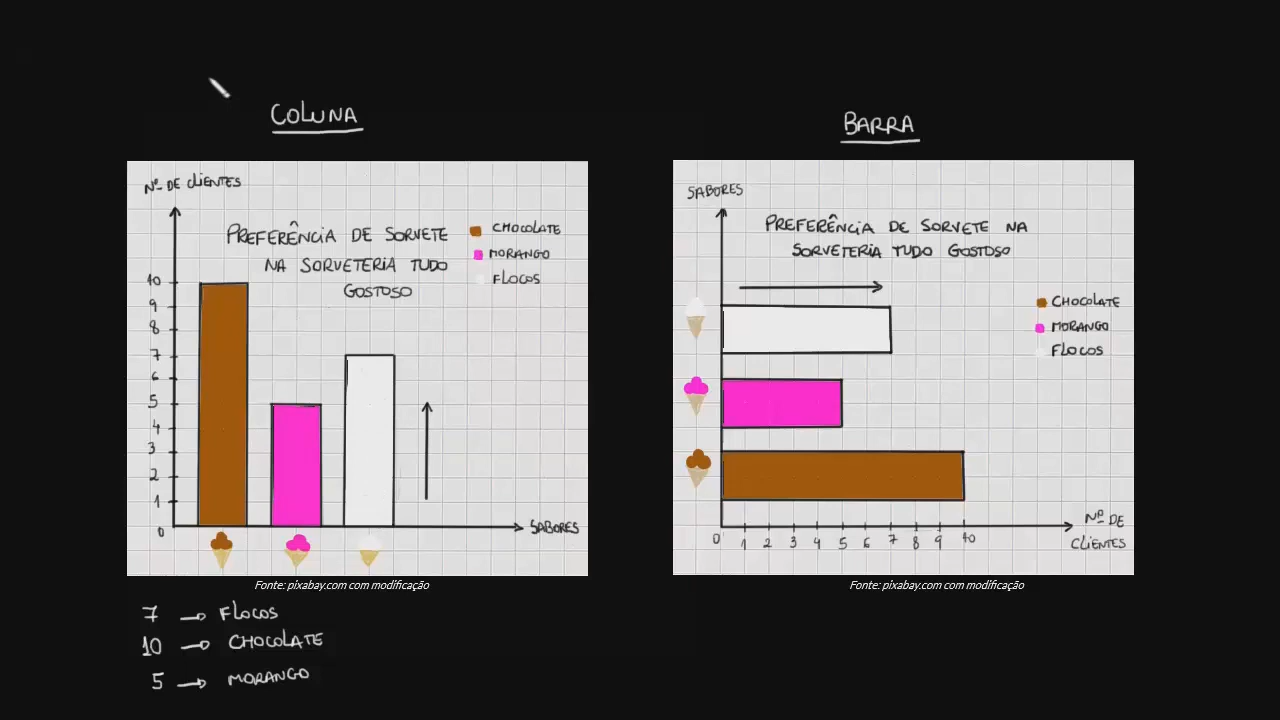 COLUNA
Nº DE CLIENTES
PREFERÊNCIA DE SORVETE
NA SORVETERIA TUDO
GOSTOSO
CHOCOLATE
MORANGO
FLOCOS
10
9
8
7
6
5
4
3
2
1
0
SABORES
Fonte: pixabay.com com modificação
7 → FLOCOS
10 → CHOCOLATE
5 → MORANGO
BARRA
SABORES
PREFERÊNCIA DE SORVETE NA
SORVETERIA TUDO GOSTOSO
CHOCOLATE
MORANGO
FLOCOS
0 1 2 3 4 5 6 7 8 9 10
Nº DE
CLIENTES
Fonte: pixabay.com com modificação